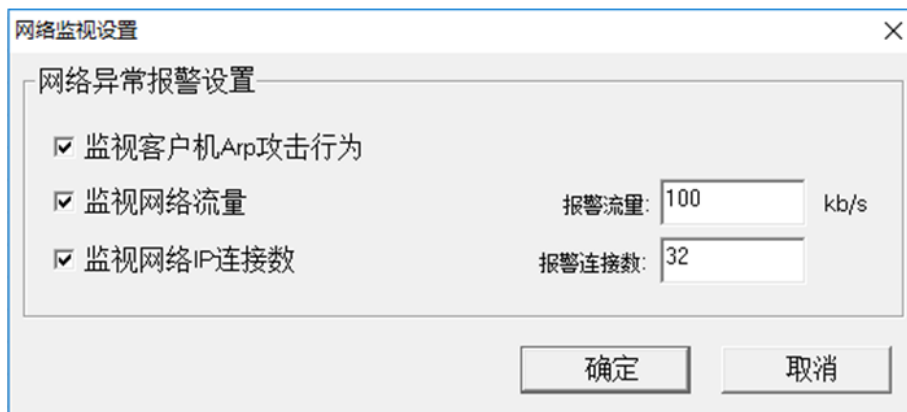 网络监视设置
网络异常报警设置
监视客户机Arp攻击行为
监视网络流量 报警流量: 100 kb/s
监视网络IP连接数 报警连接数: 32
确定 取消